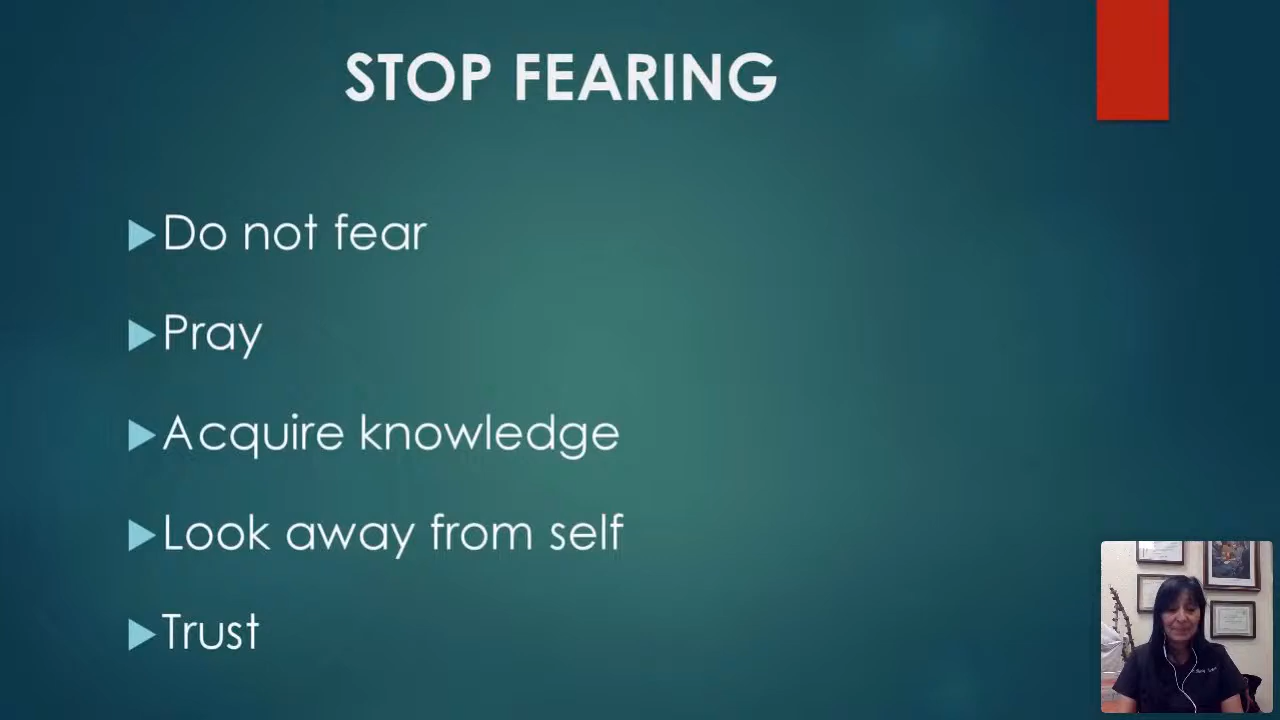 STOP FEARING
Do not fear
Pray
Acquire knowledge
Look away from self
Trust